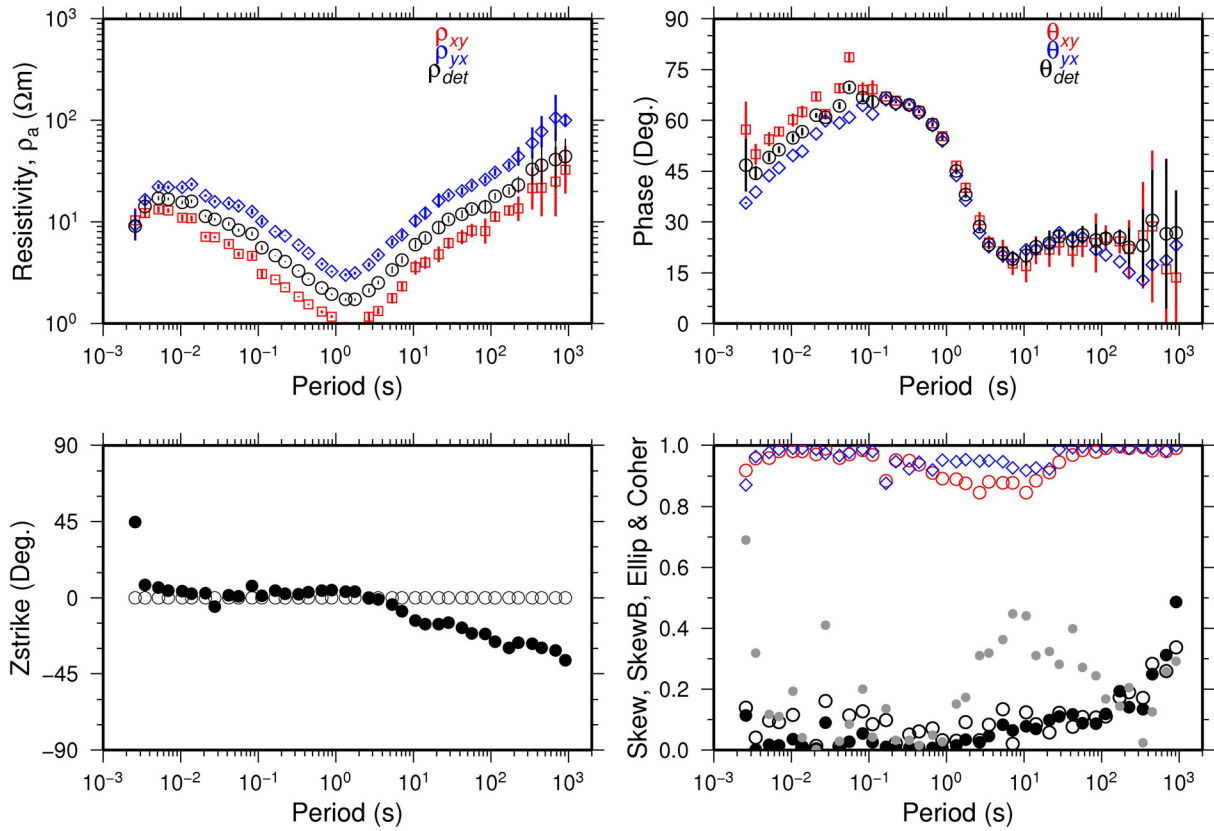 10³
10²
10¹
10⁰
Resistivity, ρₐ (Ωm)
ρxy
ρyx
ρdet
10⁻³ 10⁻² 10⁻¹ 10⁰ 10¹ 10² 10³
Period (s)
90
75
60
45
30
15
0
Phase (Deg.)
θxy
θyx
θdet
10⁻³ 10⁻² 10⁻¹ 10⁰ 10¹ 10² 10³
Period (s)
90
45
0
−45
−90
Zstrike (Deg.)
10⁻³ 10⁻² 10⁻¹ 10⁰ 10¹ 10² 10³
Period (s)
1.0
0.8
0.6
0.4
0.2
0.0
Skew, SkewB, Ellip & Coher
10⁻³ 10⁻² 10⁻¹ 10⁰ 10¹ 10² 10³
Period (s)